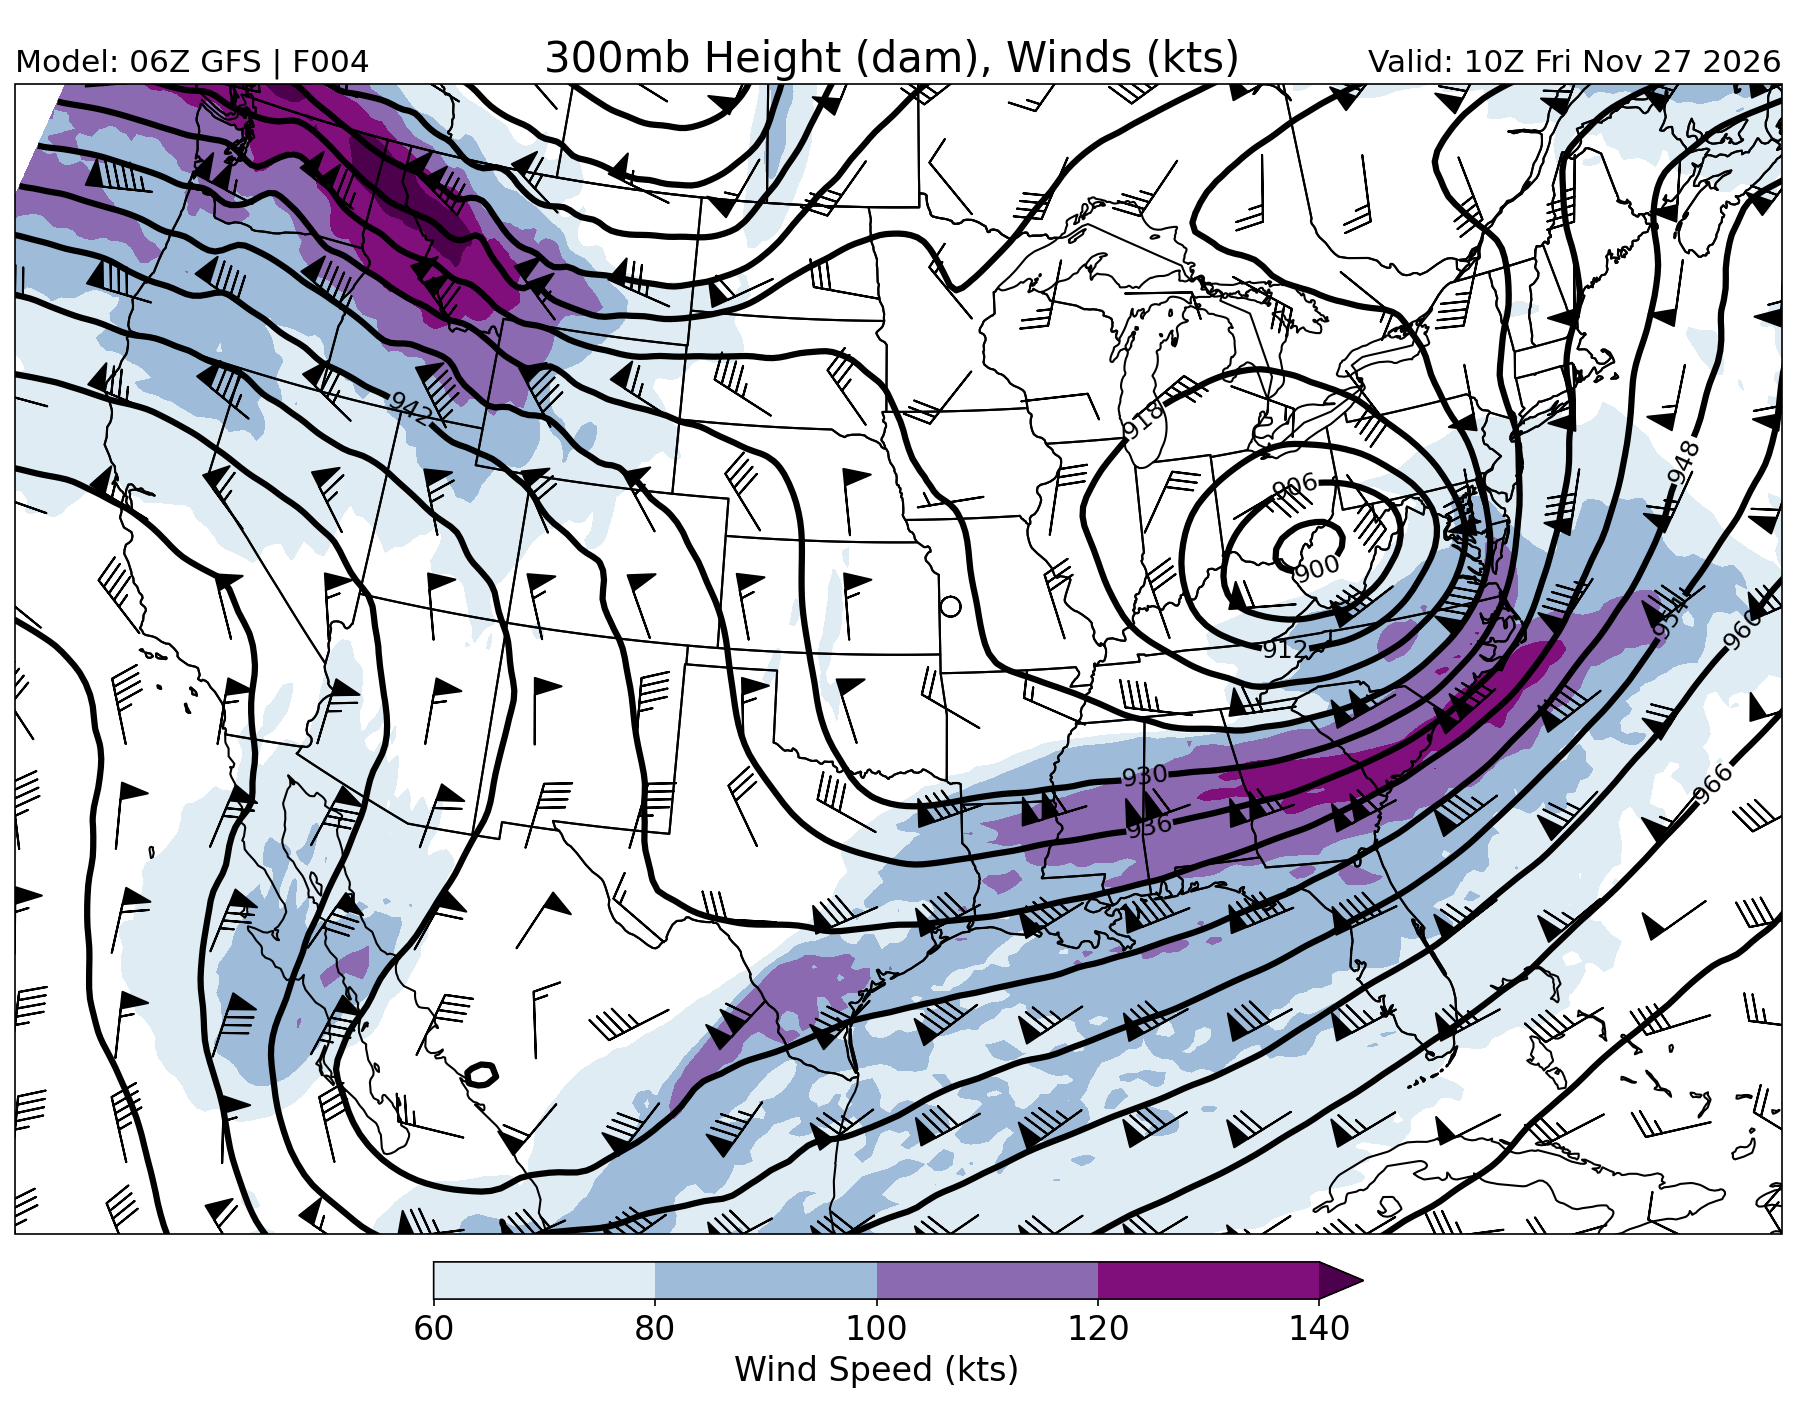 Model: 06Z GFS | F004
300mb Height (dam), Winds (kts)
Valid: 10Z Fri Nov 27 2026
942
918
906
900
912
948
954
960
966
930
936
60 80 100 120 140
Wind Speed (kts)